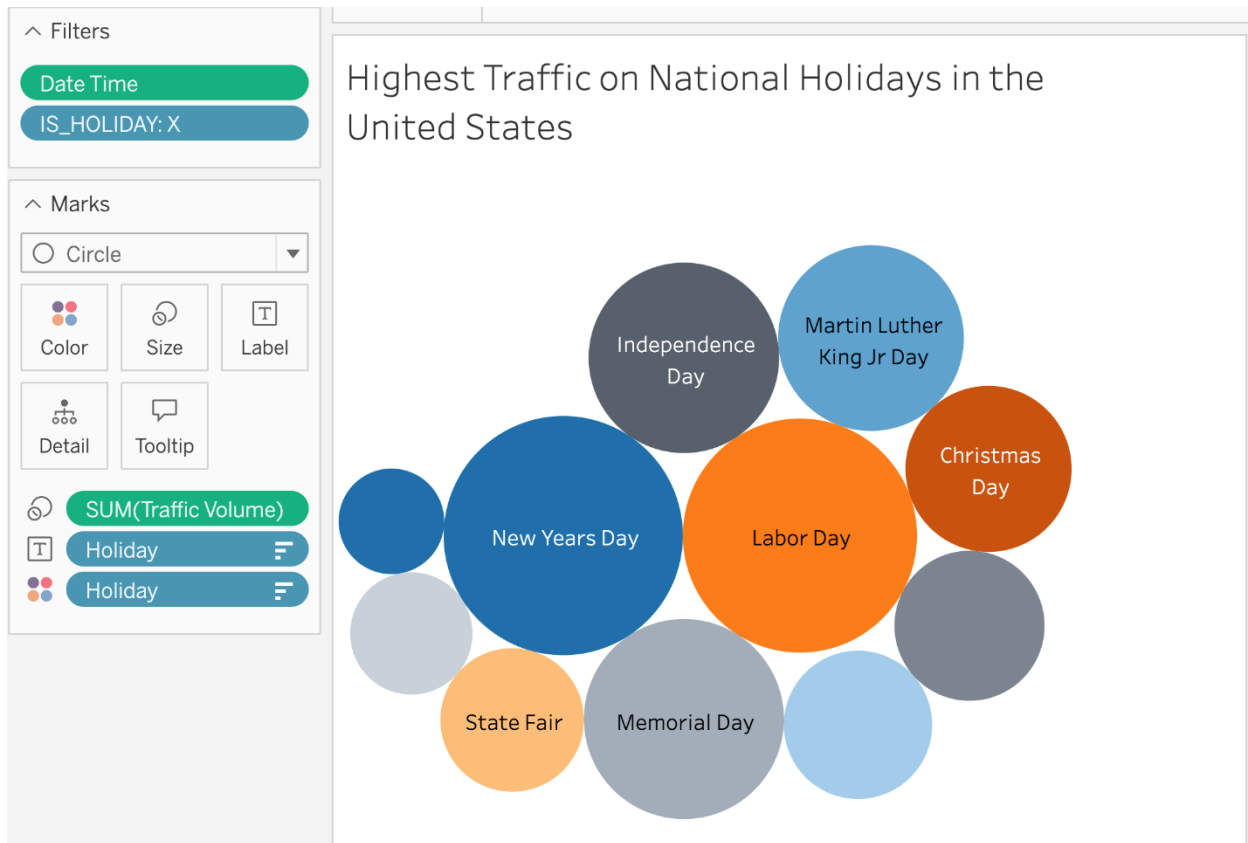 Filters
Date Time
IS_HOLIDAY: X
Marks
Circle
Color
Size
Label
Detail
Tooltip
SUM(Traffic Volume)
Holiday
Holiday
Highest Traffic on National Holidays in the
United States
Independence
Day
Martin Luther
King Jr Day
Christmas
Day
New Years Day
Labor Day
State Fair
Memorial Day